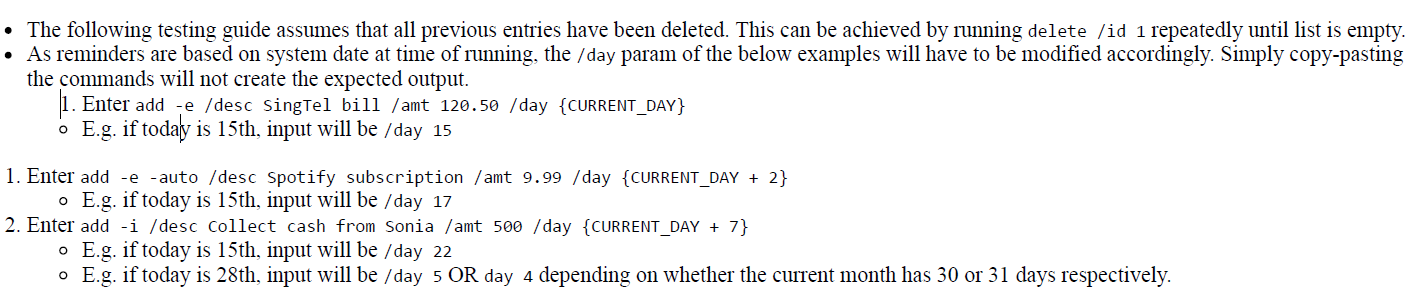 • The following testing guide assumes that all previous entries have been deleted. This can be achieved by running delete /id 1 repeatedly until list is empty.
• As reminders are based on system date at time of running, the /day param of the below examples will have to be modified accordingly. Simply copy-pasting
the commands will not create the expected output.
1. Enter add -e /desc SingTel bill /amt 120.50 /day {CURRENT_DAY}
◦ E.g. if today is 15th, input will be /day 15
1. Enter add -e -auto /desc Spotify subscription /amt 9.99 /day {CURRENT_DAY + 2}
◦ E.g. if today is 15th, input will be /day 17
2. Enter add -i /desc Collect cash from Sonia /amt 500 /day {CURRENT_DAY + 7}
◦ E.g. if today is 15th, input will be /day 22
◦ E.g. if today is 28th, input will be /day 5 OR day 4 depending on whether the current month has 30 or 31 days respectively.